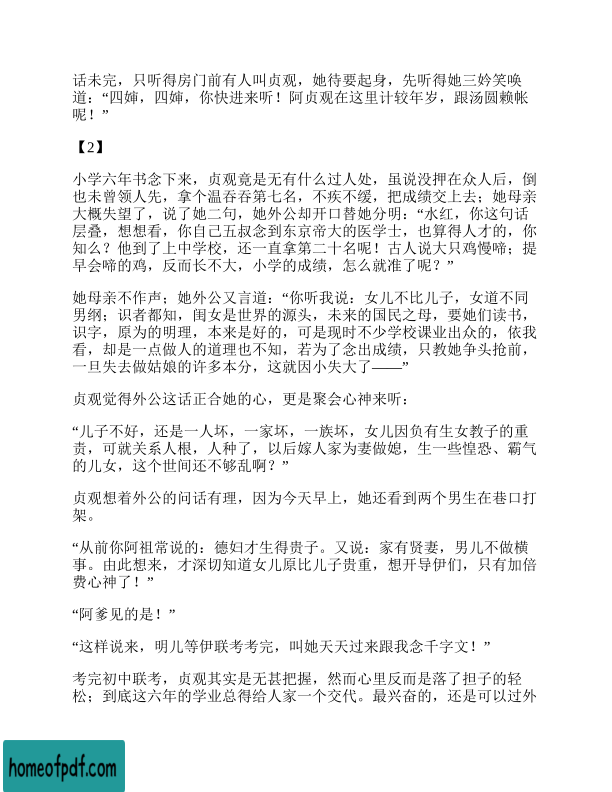 话未完，只听得房门前有人叫贞观，她待要起身，先听得她三妗笑唤
道：“四婶，四婶，你快进来听！阿贞观在这里计较年岁，跟汤圆赖帐
呢！”
【2】
小学六年书念下来，贞观竟是无有什么过人处，虽说没押在众人后，倒
也未曾领人先，拿个温吞吞第七名，不疾不缓，把成绩交上去；她母亲
大概失望了，说了她二句，她外公却开口替她分明：“水红，你这句话
层叠，想想看，你自己五叔念到东京帝大的医学士，也算得人才的，你
知么？他到了上中学校，还一直拿第二十名呢！古人说大只鸡慢啼；提
早会啼的鸡，反而长不大，小学的成绩，怎么就准了呢？”
她母亲不作声；她外公又言道：“你听我说：女儿不比儿子，女道不同
男纲；识者都知，闺女是世界的源头，未来的国民之母，要她们读书，
识字，原为的明理，本来是好的，可是现时不少学校课业出众的，依我
看，却是一点做人的道理也不知，若为了念出成绩，只教她争头抢前，
一旦失去做姑娘的许多本分，这就因小失大了——”
贞观觉得外公这话正合她的心，更是聚会心神来听：
“儿子不好，还是一人坏，一家坏，一族坏，女儿因负有生女教子的重
责，可就关系人根，人种了，以后嫁人家为妻做媳，生一些惶恐、霸气
的儿女，这个世间还不够乱啊？”
贞观想着外公的问话有理，因为今天早上，她还看到两个男生在巷口打
架。
“从前你阿祖常说的：德妇才生得贵子。又说：家有贤妻，男儿不做横
事。由此想来，才深切知道女儿原比儿子贵重，想开导伊们，只有加倍
费心神了！”
“阿爹见的是！”
“这样说来，明儿等伊联考考完，叫她天天过来跟我念千字文！”
考完初中联考，贞观其实是无甚把握，然而心里反而是落了担子的轻
松；到底这六年的学业总得给人家一个交代。最兴奋的，还是可以过外
homeofpdf.com